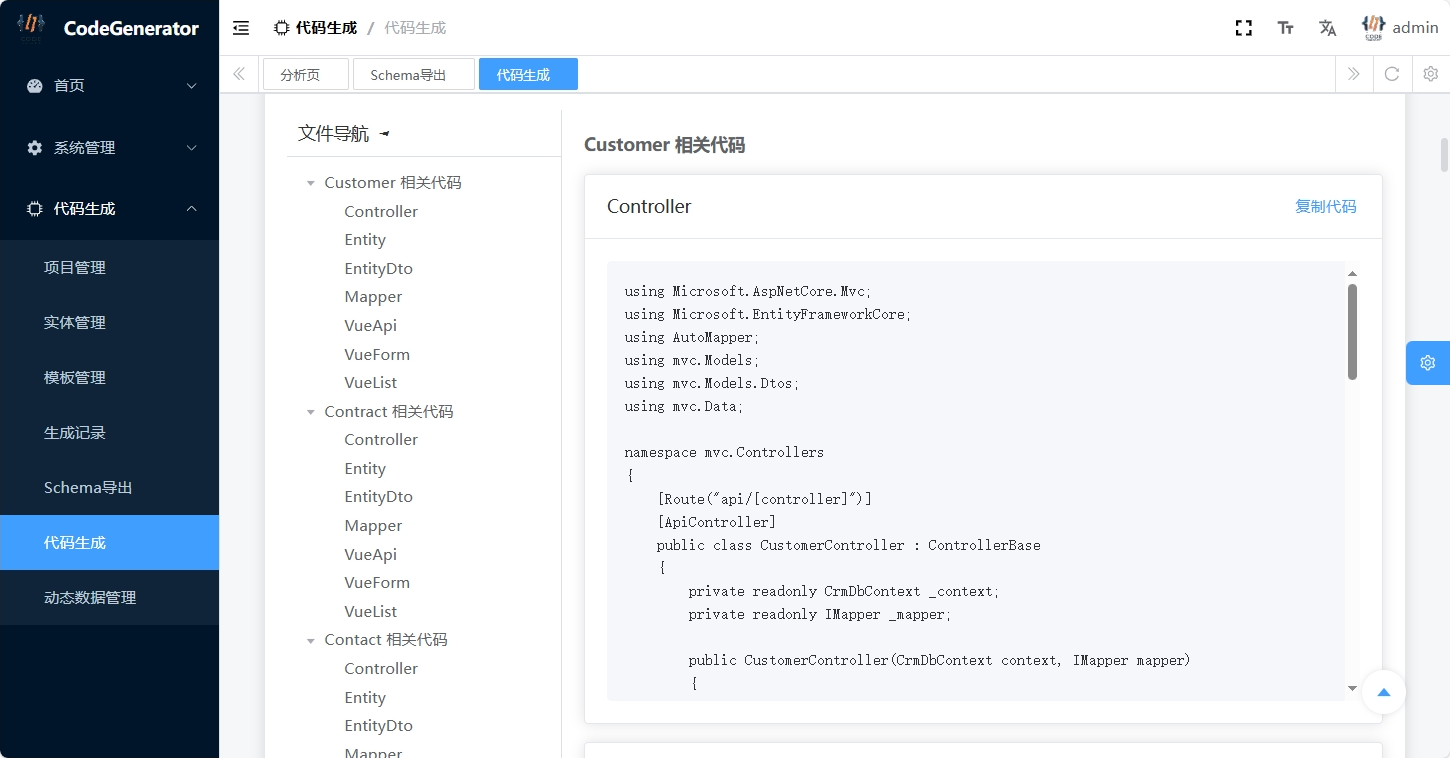 CodeGenerator
首页
系统管理
代码生成
项目管理
实体管理
模板管理
生成记录
Schema导出
代码生成
动态数据管理
代码生成 / 代码生成
admin
分析页
Schema导出
代码生成
文件导航
Customer 相关代码
Controller
Entity
EntityDto
Mapper
VueApi
VueForm
VueList
Contract 相关代码
Controller
Entity
EntityDto
Mapper
VueApi
VueForm
VueList
Contact 相关代码
Controller
Entity
EntityDto
Mapper
Customer 相关代码
Controller
复制代码
using Microsoft.AspNetCore.Mvc;
using Microsoft.EntityFrameworkCore;
using AutoMapper;
using mvc.Models;
using mvc.Models.Dtos;
using mvc.Data;
namespace mvc.Controllers
{
[Route("api/[controller]")]
[ApiController]
public class CustomerController : ControllerBase
{
private readonly CrmDbContext _context;
private readonly IMapper _mapper;
public CustomerController(CrmDbContext context, IMapper mapper)
{